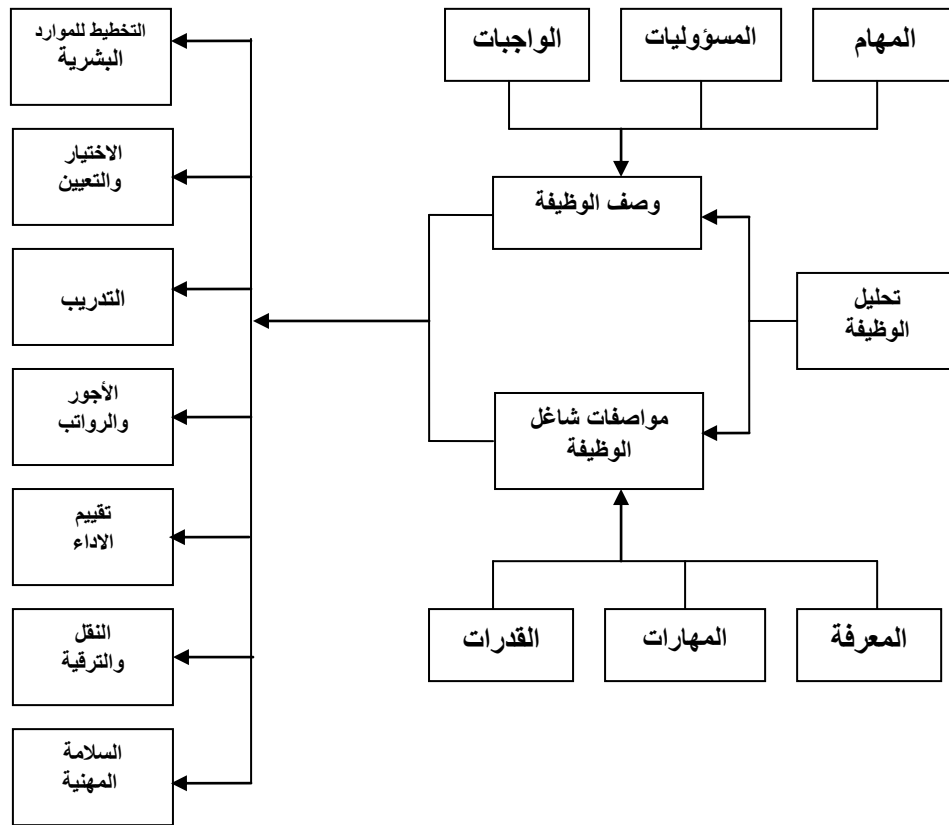 المهام
المسؤوليات
الواجبات
وصف الوظيفة
تحليل
الوظيفة
مواصفات شاغل
الوظيفة
المعرفة
المهارات
القدرات
التخطيط للموارد
البشرية
الاختيار
والتعيين
التدريب
الأجور
والرواتب
تقييم
الاداء
النقل
والترقية
السلامة
المهنية